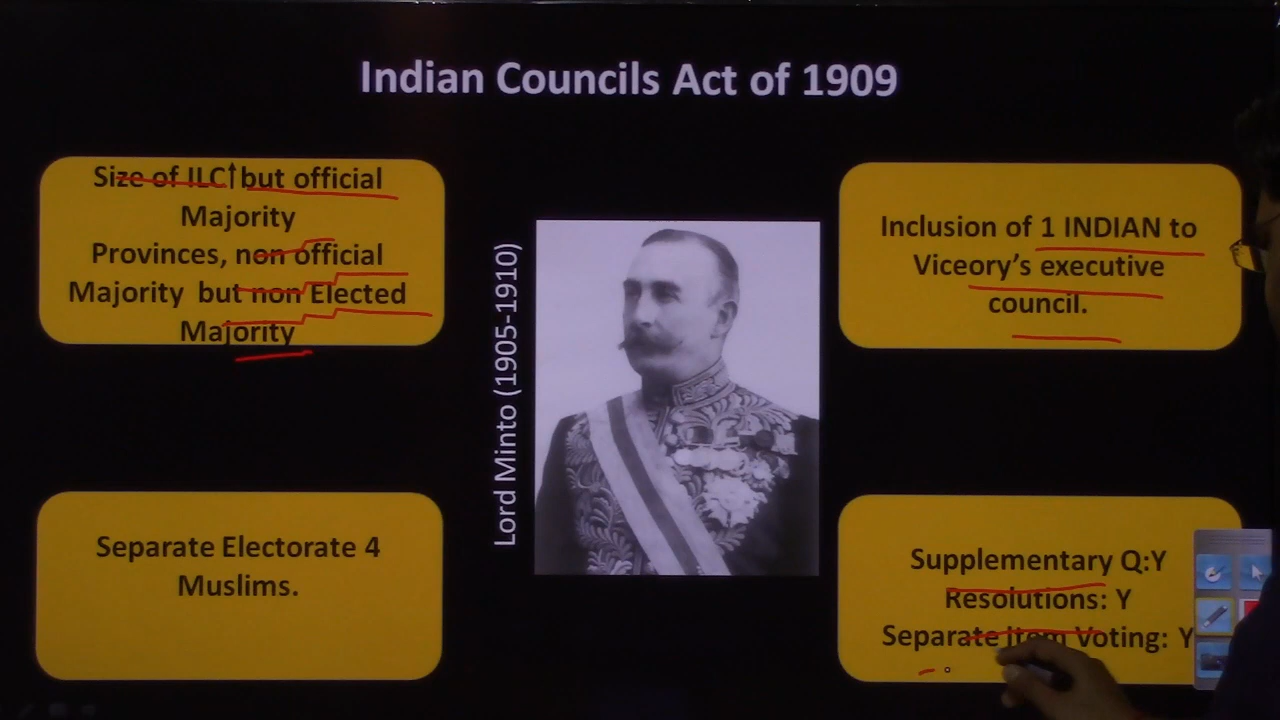 Indian Councils Act of 1909
Size of ILC↑but official
Majority
Provinces, non official
Majority but non Elected
Majority
Inclusion of 1 INDIAN to
Viceory's executive
council.
Lord Minto (1905-1910)
Separate Electorate 4
Muslims.
Supplementary Q:Y
Resolutions: Y
Separate Item Voting: Y